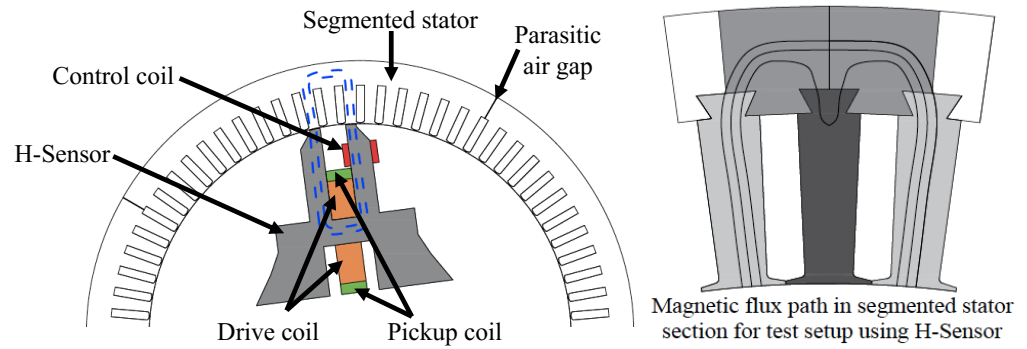 Segmented stator
Parasitic
air gap
Control coil
H-Sensor
Drive coil
Pickup coil
Magnetic flux path in segmented stator
section for test setup using H-Sensor